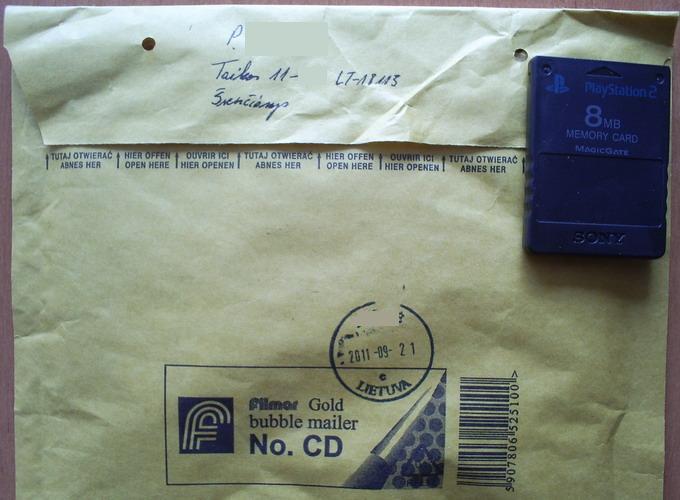 P.
Taikos 11- LT-18113
Švenčionys
PlayStation 2
8MB
MEMORY CARD
MAGICGATE
SONY
TUTAJ OTWIERAĆ HIER OFFEN OUVRIR ICI TUTAJ OTWIERAĆ HIER OFFEN OUVRIR ICI TUTAJ OTWIERAĆ
ABNES HER OPEN HERE HIER OPENEN ABNES HER OPEN HERE HIER OPENEN ABNES HER
2011-09-21
c
LIETUVA
Filmar Gold
bubble mailer
No. CD
5907806525100>